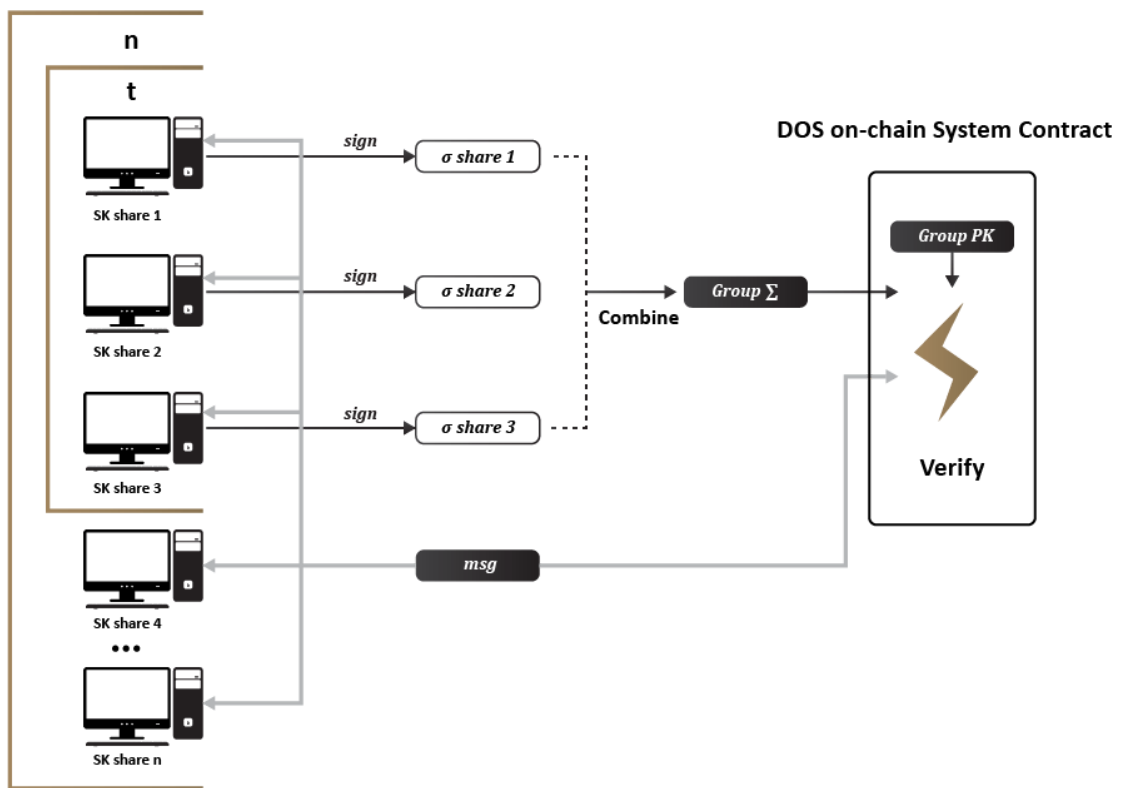 n
t
DOS on-chain System Contract
sign
σ share 1
SK share 1
Group PK
sign
σ share 2
Group Σ
Combine
SK share 2
sign
σ share 3
Verify
SK share 3
msg
SK share 4
•••
SK share n